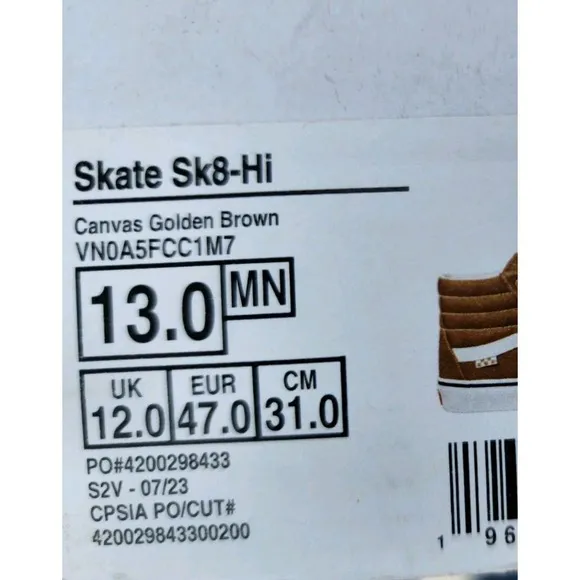 Skate Sk8-Hi
Canvas Golden Brown
VN0A5FCC1M7
13.0 MN
UK EUR CM
12.0 47.0 31.0
PO#4200298433
S2V - 07/23
CPSIA PO/CUT#
420029843300200
1 96